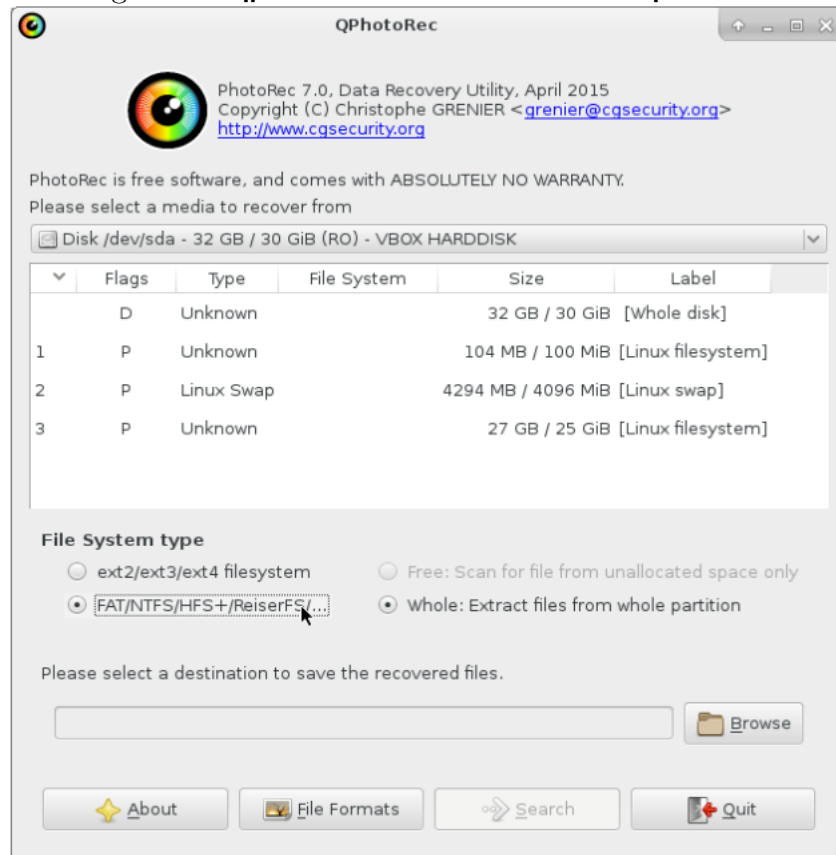 QPhotoRec
PhotoRec 7.0, Data Recovery Utility, April 2015
Copyright (C) Christophe GRENIER <grenier@cgsecurity.org>
http://www.cgsecurity.org
PhotoRec is free software, and comes with ABSOLUTELY NO WARRANTY.
Please select a media to recover from
Disk /dev/sda - 32 GB / 30 GiB (RO) - VBOX HARDDISK
Flags Type File System Size Label
D Unknown 32 GB / 30 GiB [Whole disk]
1 P Unknown 104 MB / 100 MiB [Linux filesystem]
2 P Linux Swap 4294 MB / 4096 MiB [Linux swap]
3 P Unknown 27 GB / 25 GiB [Linux filesystem]
File System type
ext2/ext3/ext4 filesystem Free: Scan for file from unallocated space only
FAT/NTFS/HFS+/ReiserFS/... Whole: Extract files from whole partition
Please select a destination to save the recovered files.
Browse
About File Formats Search Quit